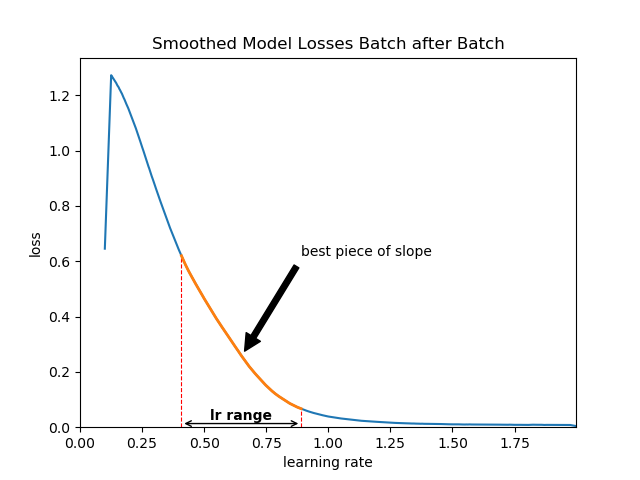 Smoothed Model Losses Batch after Batch
1.2
1.0
0.8
0.6
0.4
0.2
0.0
loss
best piece of slope
lr range
0.00 0.25 0.50 0.75 1.00 1.25 1.50 1.75
learning rate